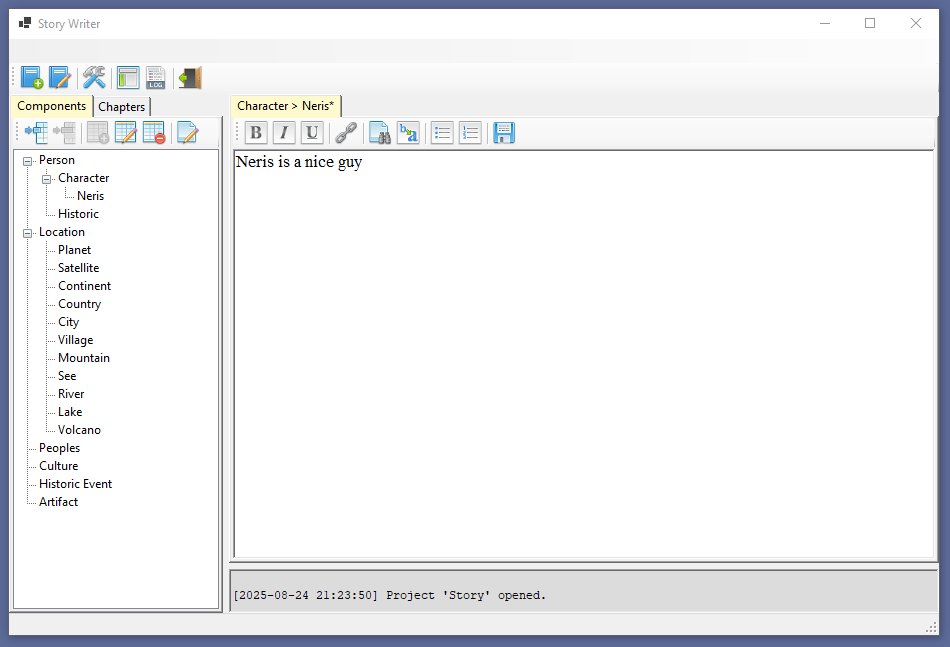 Story Writer
LOG
Components Chapters
Character > Neris*
B I U
b a
Person
Character
Neris
Historic
Location
Planet
Satellite
Continent
Country
City
Village
Mountain
See
River
Lake
Volcano
Peoples
Culture
Historic Event
Artifact
Neris is a nice guy
[2025-08-24 21:23:50] Project 'Story' opened.